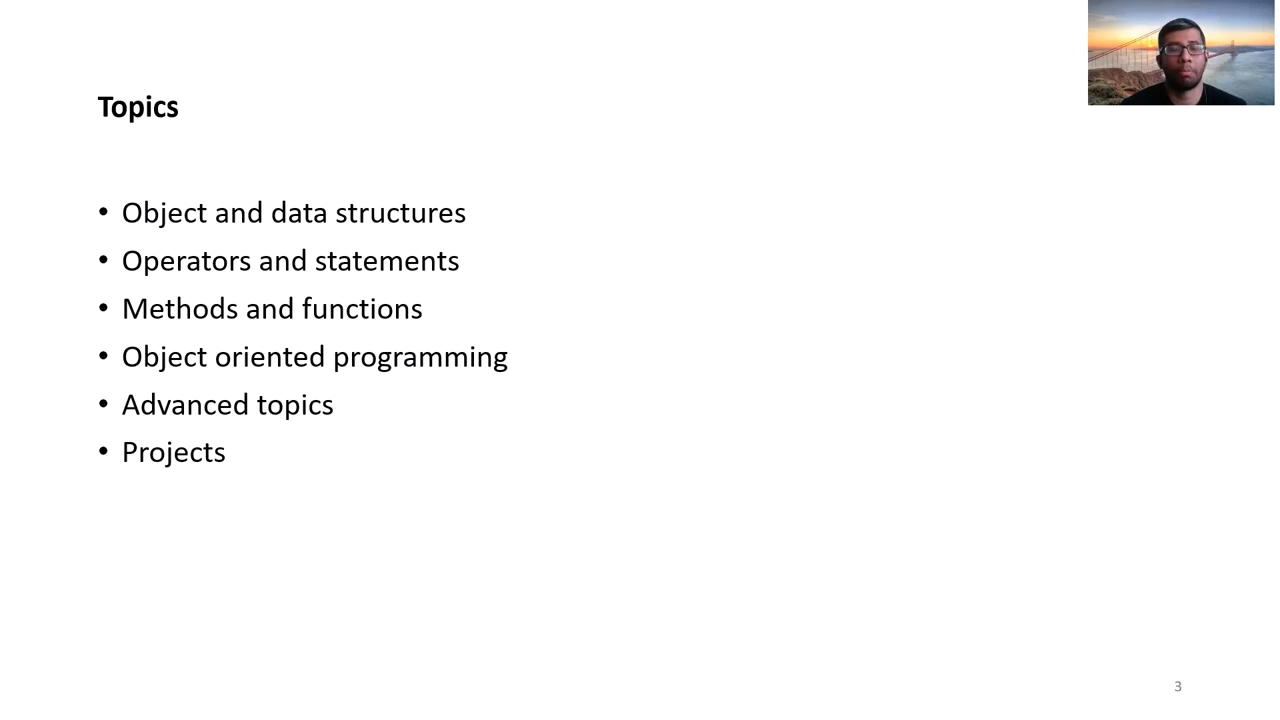 Topics
• Object and data structures
• Operators and statements
• Methods and functions
• Object oriented programming
• Advanced topics
• Projects
3